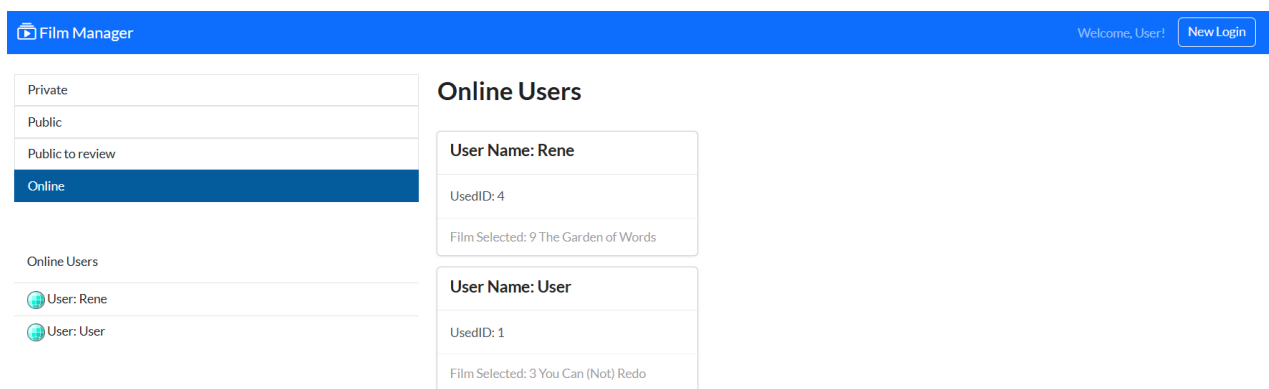 Film Manager
Welcome, User!
New Login
Private
Public
Public to review
Online
Online Users
User: Rene
User: User
Online Users
User Name: Rene
UsedID: 4
Film Selected: 9 The Garden of Words
User Name: User
UsedID: 1
Film Selected: 3 You Can (Not) Redo